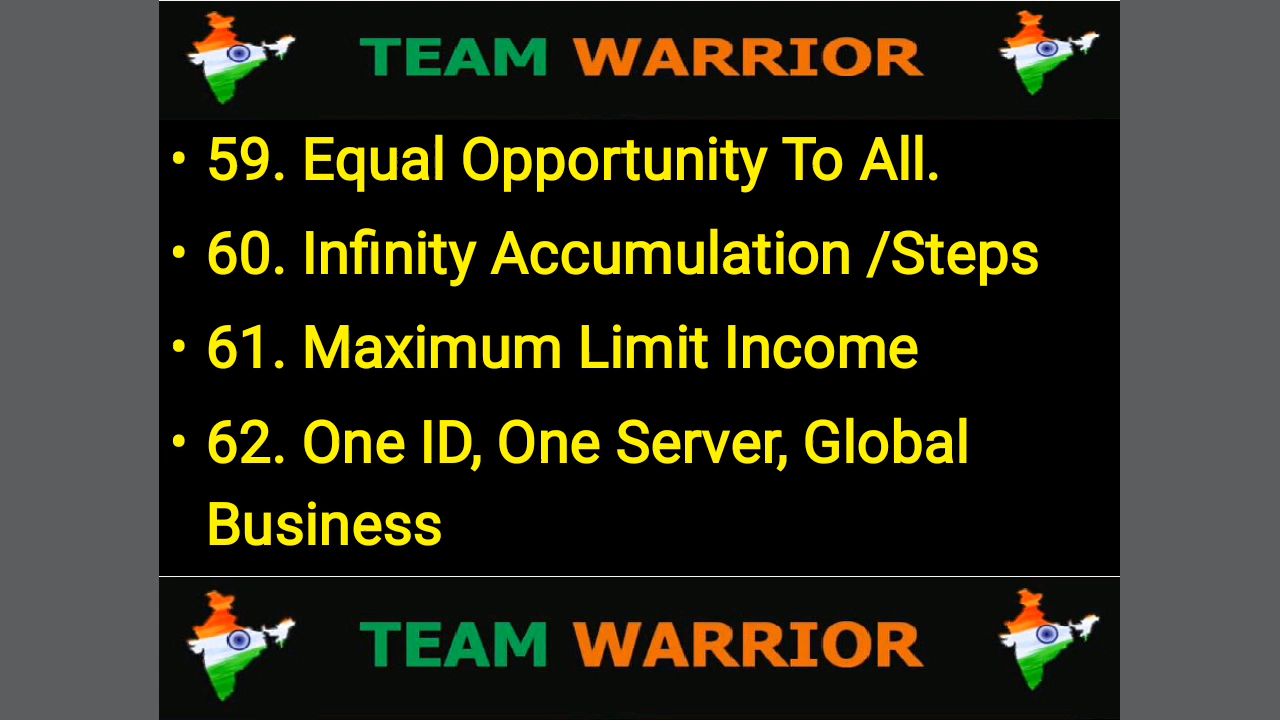 TEAM WARRIOR
• 59. Equal Opportunity To All.
• 60. Infinity Accumulation /Steps
• 61. Maximum Limit Income
• 62. One ID, One Server, Global
Business
TEAM WARRIOR